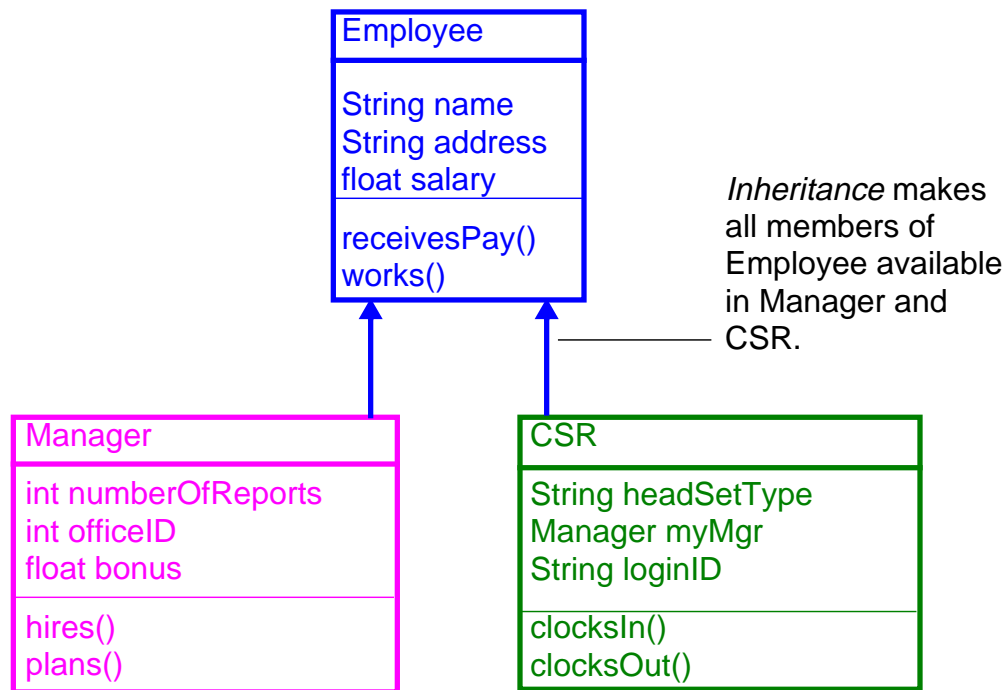 Employee
String name
String address
float salary
receivesPay()
works()
Inheritance makes
all members of
Employee available
in Manager and
CSR.
Manager
int numberOfReports
int officeID
float bonus
hires()
plans()
CSR
String headSetType
Manager myMgr
String loginID
clocksIn()
clocksOut()